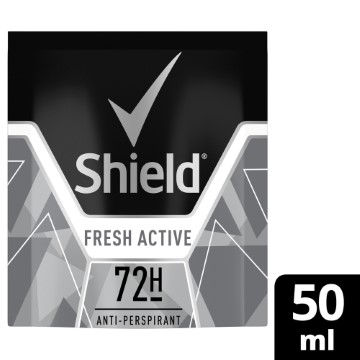 Shield®
FRESH ACTIVE
72H
ANTI-PERSPIRANT
50
ml